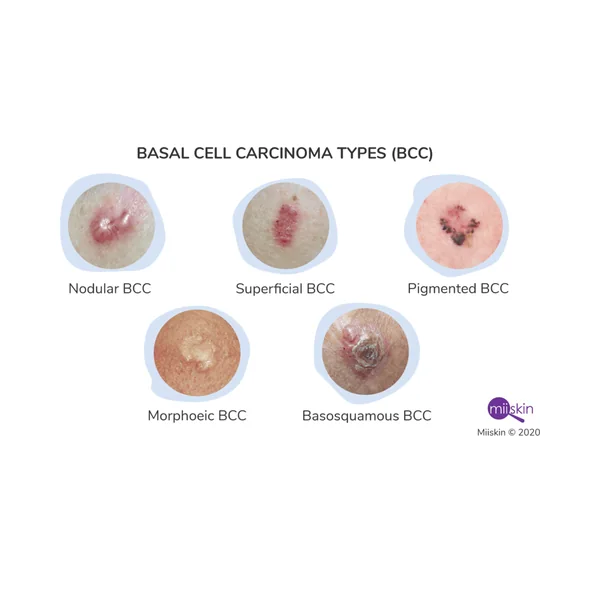 BASAL CELL CARCINOMA TYPES (BCC)
Nodular BCC
Superficial BCC
Pigmented BCC
Morphoeic BCC
Basosquamous BCC
miiskin
Miiskin © 2020